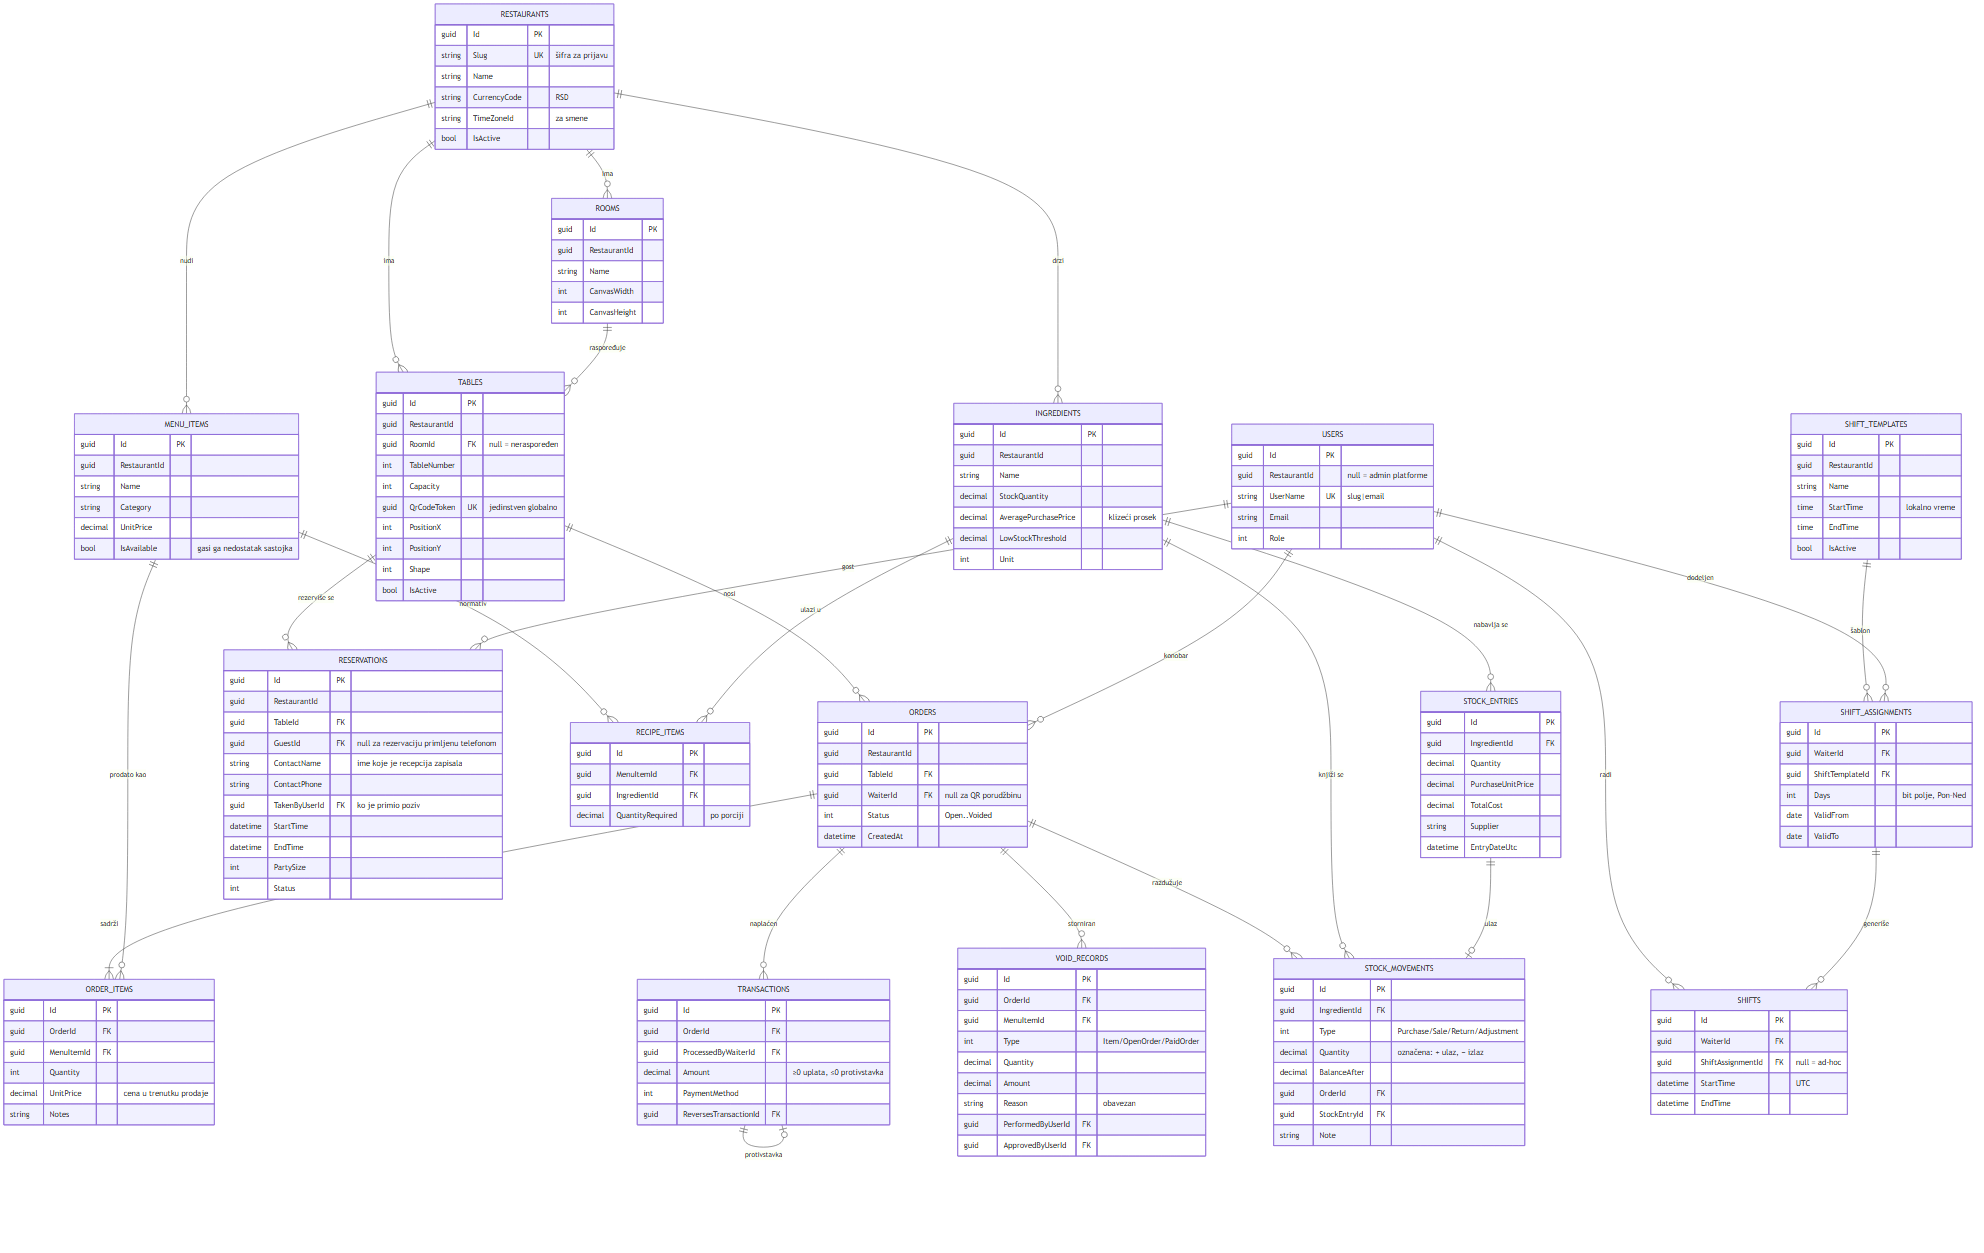 RESTAURANTS
guid Id PK
string Slug UK šifra za prijavu
string Name
string CurrencyCode RSD
string TimeZoneId za smene
bool IsActive
ima
ROOMS
guid Id PK
guid RestaurantId
string Name
int CanvasWidth
int CanvasHeight
nudi
ima
drzi
raspoređuje
TABLES
guid Id PK
guid RestaurantId
guid RoomId FK null = neraspoređen
int TableNumber
int Capacity
guid QrCodeToken UK jedinstven globalno
int PositionX
int PositionY
int Shape
bool IsActive
MENU_ITEMS
guid Id PK
guid RestaurantId
string Name
string Category
decimal UnitPrice
bool IsAvailable gasi ga nedostatak sastojka
INGREDIENTS
guid Id PK
guid RestaurantId
string Name
decimal StockQuantity
decimal AveragePurchasePrice klizeći prosek
decimal LowStockThreshold
int Unit
USERS
guid Id PK
guid RestaurantId null = admin platforme
string UserName UK slug|email
string Email
int Role
SHIFT_TEMPLATES
guid Id PK
guid RestaurantId
string Name
time StartTime lokalno vreme
time EndTime
bool IsActive
rezerviše se
normativ
gost
nosi
ulazi u
konobar
nabavlja se
dodeljen
šablon
RESERVATIONS
guid Id PK
guid RestaurantId
guid TableId FK
guid GuestId FK null za rezervaciju primljenu telefonom
string ContactName ime koje je recepcija zapisala
string ContactPhone
guid TakenByUserId FK ko je primio poziv
datetime StartTime
datetime EndTime
int PartySize
int Status
RECIPE_ITEMS
guid Id PK
guid MenuItemId FK
guid IngredientId FK
decimal QuantityRequired po porciji
ORDERS
guid Id PK
guid RestaurantId
guid TableId FK
guid WaiterId FK null za QR porudžbinu
int Status Open..Voided
datetime CreatedAt
STOCK_ENTRIES
guid Id PK
guid IngredientId FK
decimal Quantity
decimal PurchaseUnitPrice
decimal TotalCost
string Supplier
datetime EntryDateUtc
SHIFT_ASSIGNMENTS
guid Id PK
guid WaiterId FK
guid ShiftTemplateId FK
int Days bit polje, Pon-Ned
date ValidFrom
date ValidTo
prodato kao
knjiži se
radi
sadrži
naplaćen
storniran
razdužuje
ulaz
generiše
ORDER_ITEMS
guid Id PK
guid OrderId FK
guid MenuItemId FK
int Quantity
decimal UnitPrice cena u trenutku prodaje
string Notes
TRANSACTIONS
guid Id PK
guid OrderId FK
guid ProcessedByWaiterId FK
decimal Amount ≥0 uplata, ≤0 protivstavka
int PaymentMethod
guid ReversesTransactionId FK
protivstavka
VOID_RECORDS
guid Id PK
guid OrderId FK
guid MenuItemId FK
int Type Item/OpenOrder/PaidOrder
decimal Quantity
decimal Amount
string Reason obavezan
guid PerformedByUserId FK
guid ApprovedByUserId FK
STOCK_MOVEMENTS
guid Id PK
guid IngredientId FK
int Type Purchase/Sale/Return/Adjustment
decimal Quantity označena: + ulaz, − izlaz
decimal BalanceAfter
guid OrderId FK
guid StockEntryId FK
string Note
SHIFTS
guid Id PK
guid WaiterId FK
guid ShiftAssignmentId FK null = ad-hoc
datetime StartTime UTC
datetime EndTime